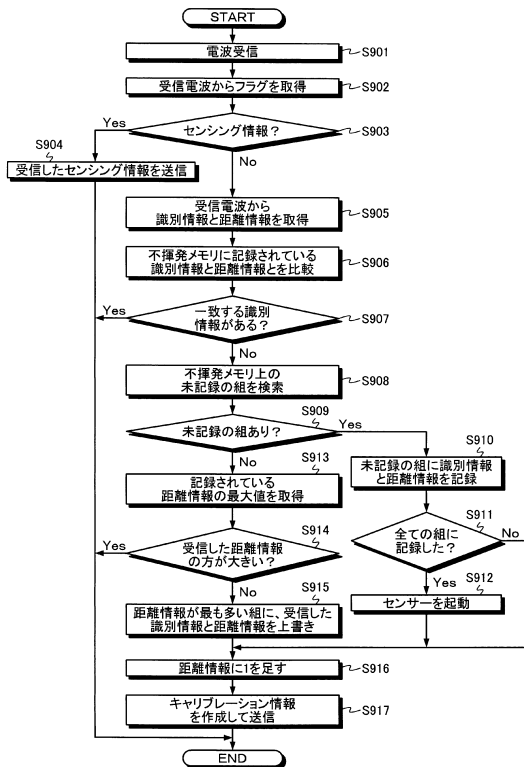 START
電波受信
S901
受信電波からフラグを取得
S902
センシング情報？
S903
Yes
No
S904
受信したセンシング情報を送信
受信電波から
識別情報と距離情報を取得
S905
不揮発メモリに記録されている
識別情報と距離情報とを比較
S906
一致する識別
情報がある？
S907
Yes
No
不揮発メモリ上の
未記録の組を検索
S908
未記録の組あり？
S909
Yes
No
S910
未記録の組に識別情報
と距離情報を記録
S913
記録されている
距離情報の最大値を取得
S911
全ての組に
記録した？
No
Yes
S914
受信した距離情報
の方が大きい？
Yes
No
S912
センサーを起動
S915
距離情報が最も多い組に、受信した
識別情報と距離情報を上書き
距離情報に1を足す
S916
キャリブレーション情報
を作成して送信
S917
END